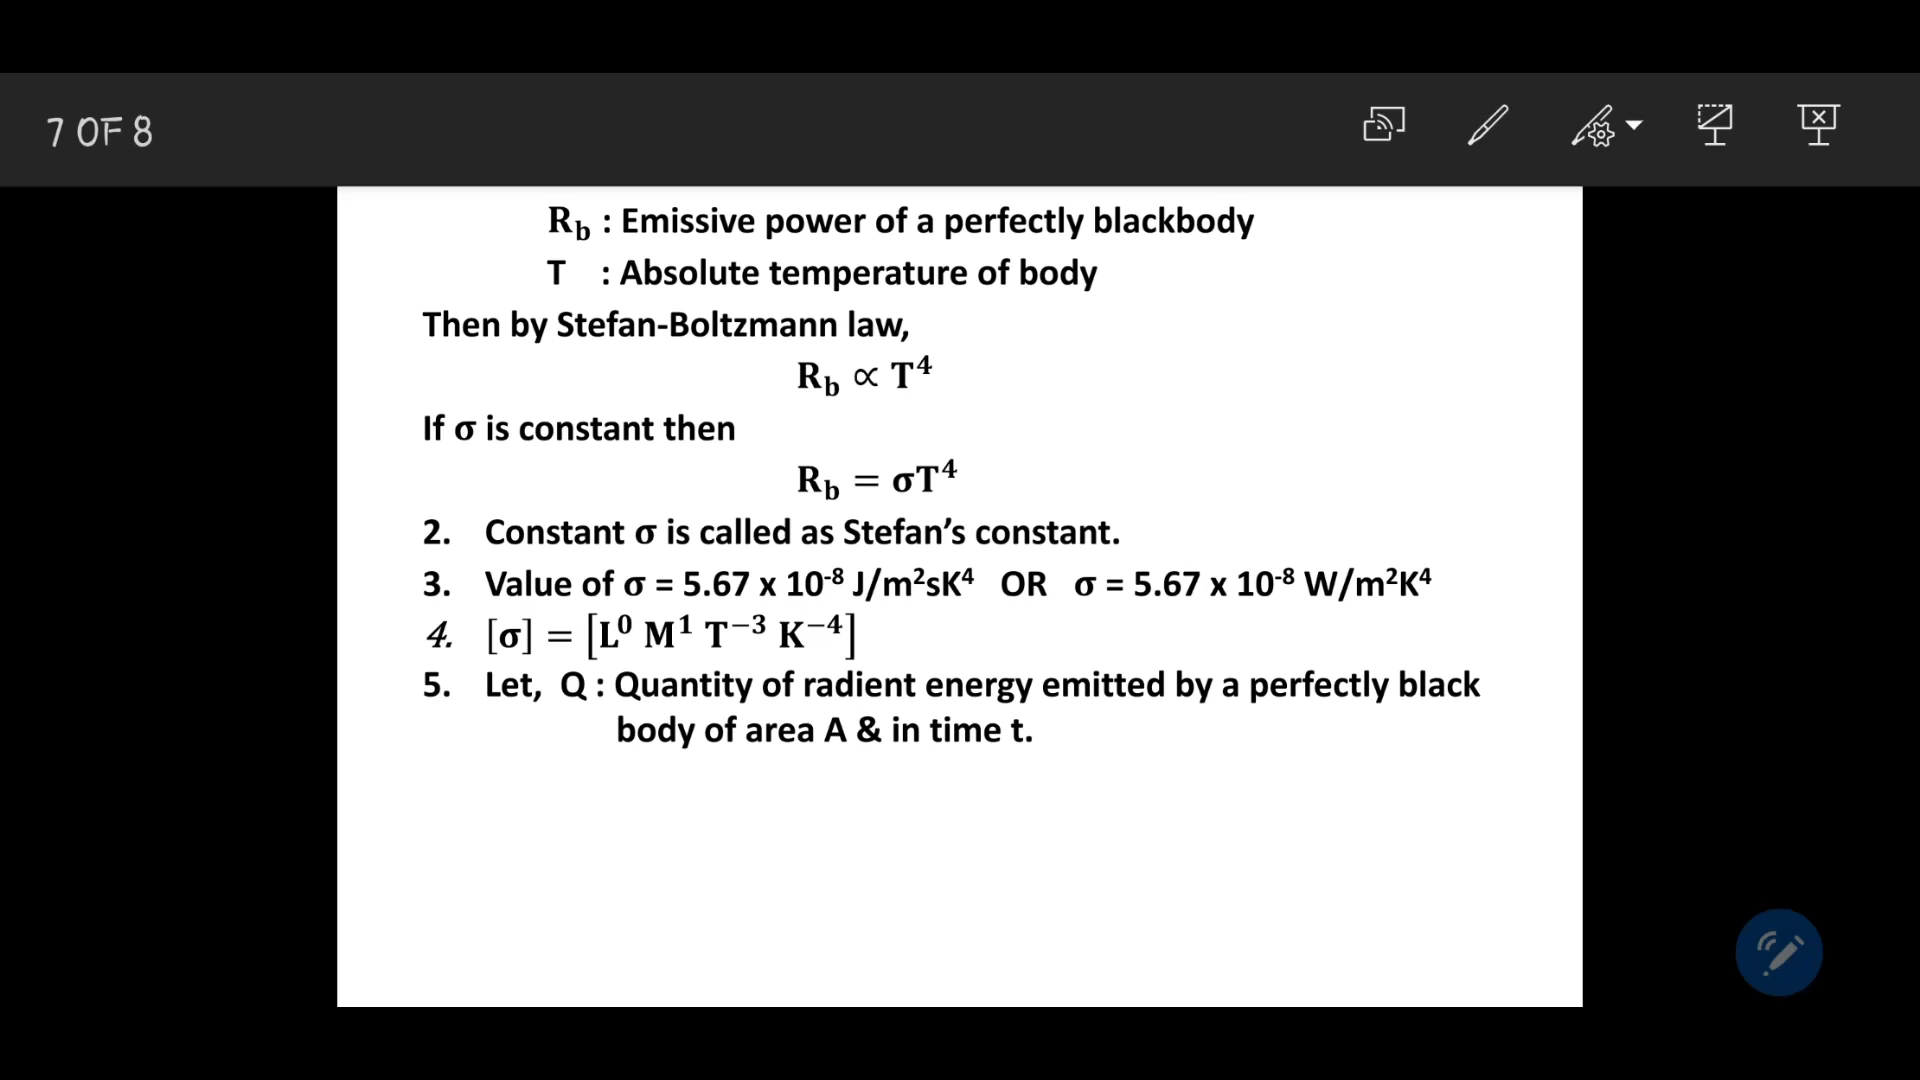 7 OF 8
R_b : Emissive power of a perfectly blackbody
T : Absolute temperature of body
Then by Stefan-Boltzmann law,
R_b ∝ T⁴
If σ is constant then
R_b = σT⁴
2. Constant σ is called as Stefan’s constant.
3. Value of σ = 5.67 x 10⁻⁸ J/m²sK⁴ OR σ = 5.67 x 10⁻⁸ W/m²K⁴
4. [σ] = [L⁰ M¹ T⁻³ K⁻⁴]
5. Let, Q : Quantity of radient energy emitted by a perfectly black
body of area A & in time t.